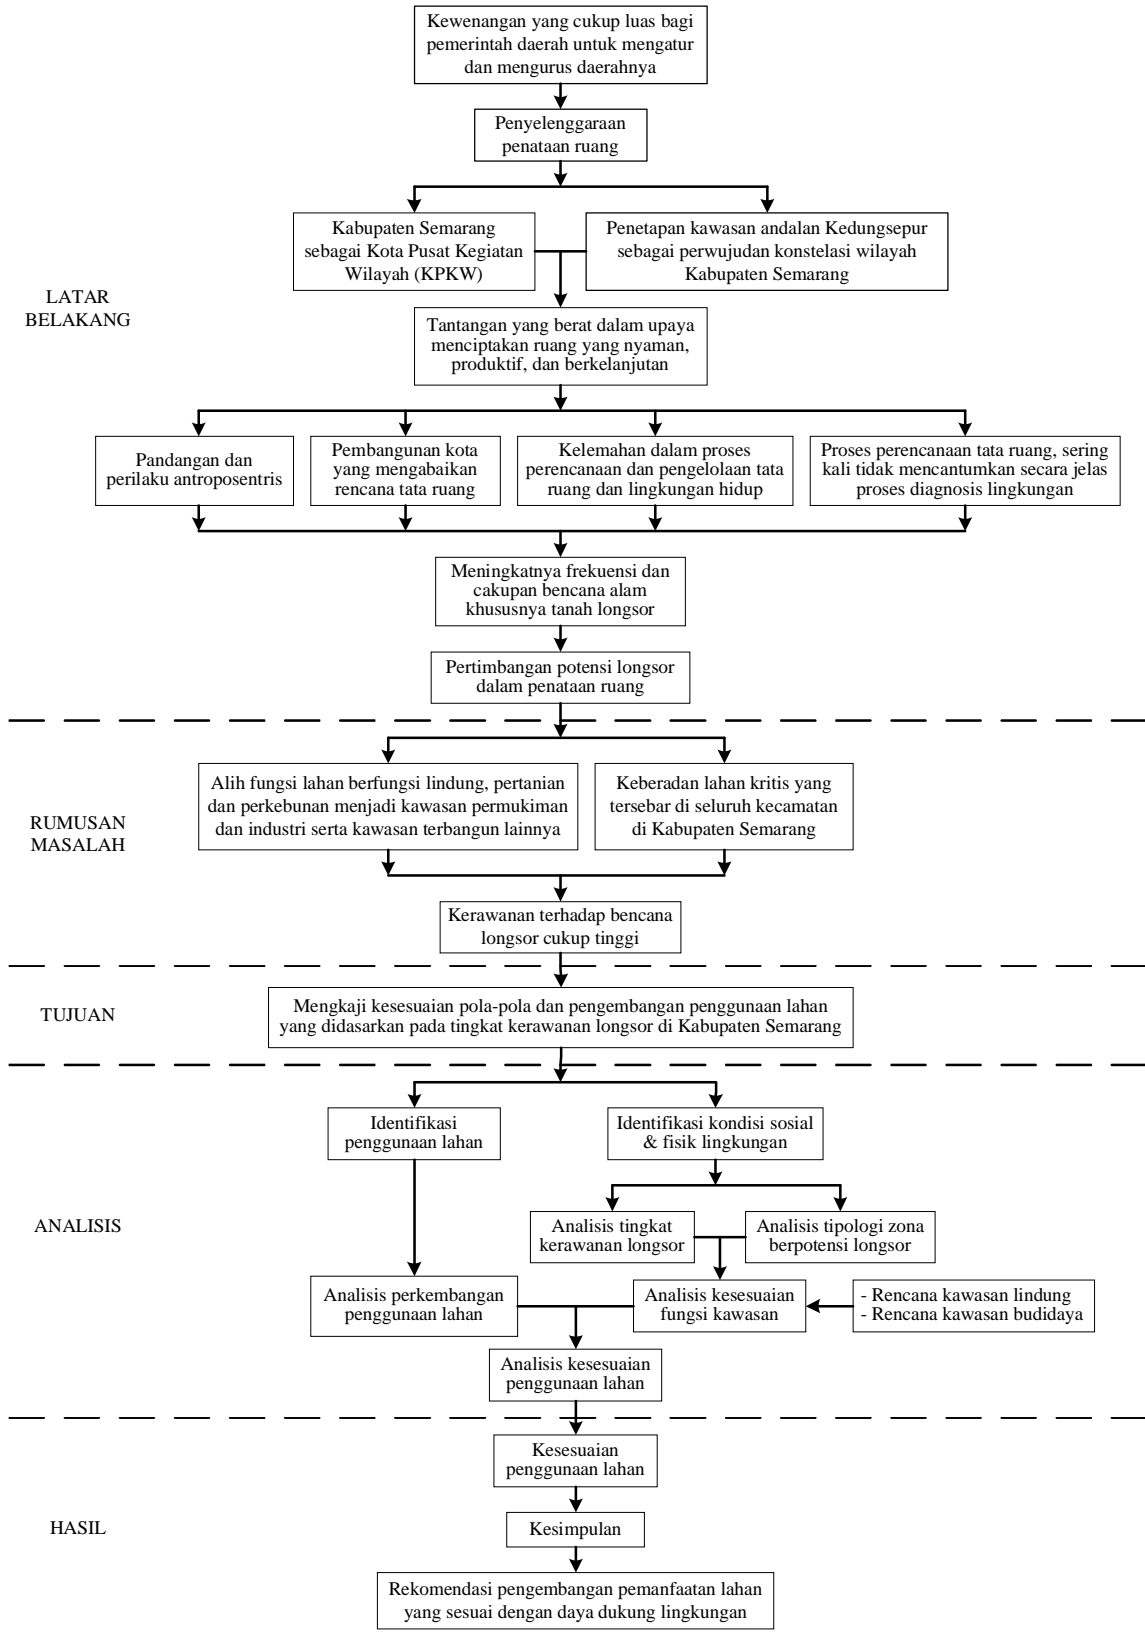 Kewenangan yang cukup luas bagi
pemerintah daerah untuk mengatur
dan mengurus daerahnya
Penyelenggaraan
penataan ruang
Kabupaten Semarang
sebagai Kota Pusat Kegiatan
Wilayah (KPKW)
Penetapan kawasan andalan Kedungsepur
sebagai perwujudan konstelasi wilayah
Kabupaten Semarang
LATAR
BELAKANG
Tantangan yang berat dalam upaya
menciptakan ruang yang nyaman,
produktif, dan berkelanjutan
Pandangan dan
perilaku antroposentris
Pembangunan kota
yang mengabaikan
rencana tata ruang
Kelemahan dalam proses
perencanaan dan pengelolaan tata
ruang dan lingkungan hidup
Proses perencanaan tata ruang, sering
kali tidak mencantumkan secara jelas
proses diagnosis lingkungan
Meningkatnya frekuensi dan
cakupan bencana alam
khususnya tanah longsor
Pertimbangan potensi longsor
dalam penataan ruang
RUMUSAN
MASALAH
Alih fungsi lahan berfungsi lindung, pertanian
dan perkebunan menjadi kawasan permukiman
dan industri serta kawasan terbangun lainnya
Keberadan lahan kritis yang
tersebar di seluruh kecamatan
di Kabupaten Semarang
Kerawanan terhadap bencana
longsor cukup tinggi
TUJUAN
Mengkaji kesesuaian pola-pola dan pengembangan penggunaan lahan
yang didasarkan pada tingkat kerawanan longsor di Kabupaten Semarang
ANALISIS
Identifikasi
penggunaan lahan
Identifikasi kondisi sosial
& fisik lingkungan
Analisis tingkat
kerawanan longsor
Analisis tipologi zona
berpotensi longsor
Analisis perkembangan
penggunaan lahan
Analisis kesesuaian
fungsi kawasan
- Rencana kawasan lindung
- Rencana kawasan budidaya
Analisis kesesuaian
penggunaan lahan
HASIL
Kesesuaian
penggunaan lahan
Kesimpulan
Rekomendasi pengembangan pemanfaatan lahan
yang sesuai dengan daya dukung lingkungan